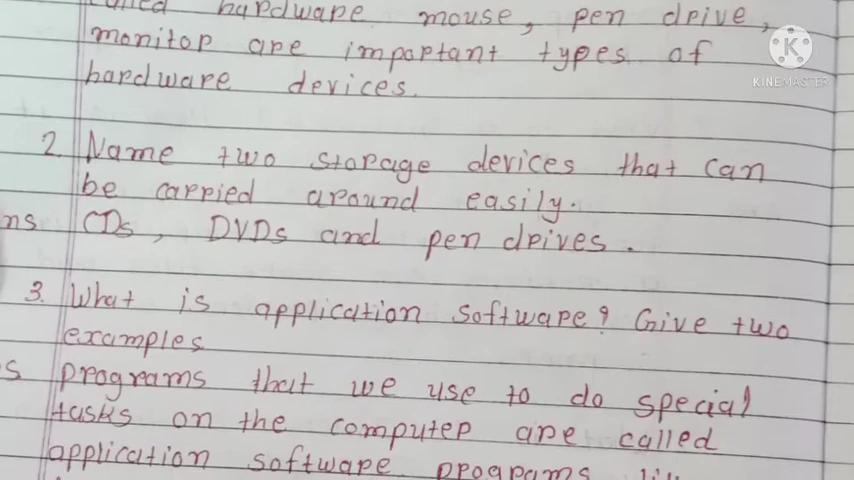 called hardware mouse, pen drive,
monitor are important types of
hardware devices.
2. Name two storage devices that can
be carried around easily.
ns CDs, DVDs and pen drives.
3. What is application software? Give two
examples
s programs that we use to do special
tasks on the computer are called
application software programs
KINEMASTER